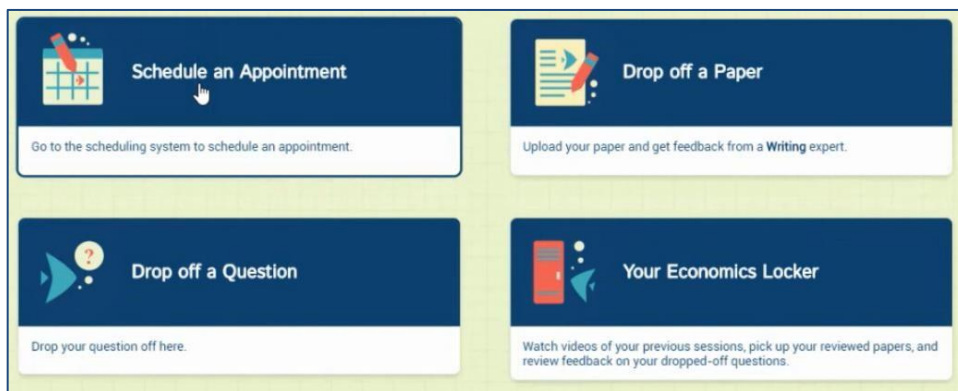 Schedule an Appointment
Go to the scheduling system to schedule an appointment.
Drop off a Paper
Upload your paper and get feedback from a Writing expert.
?
Drop off a Question
Drop your question off here.
Your Economics Locker
Watch videos of your previous sessions, pick up your reviewed papers, and
review feedback on your dropped-off questions.